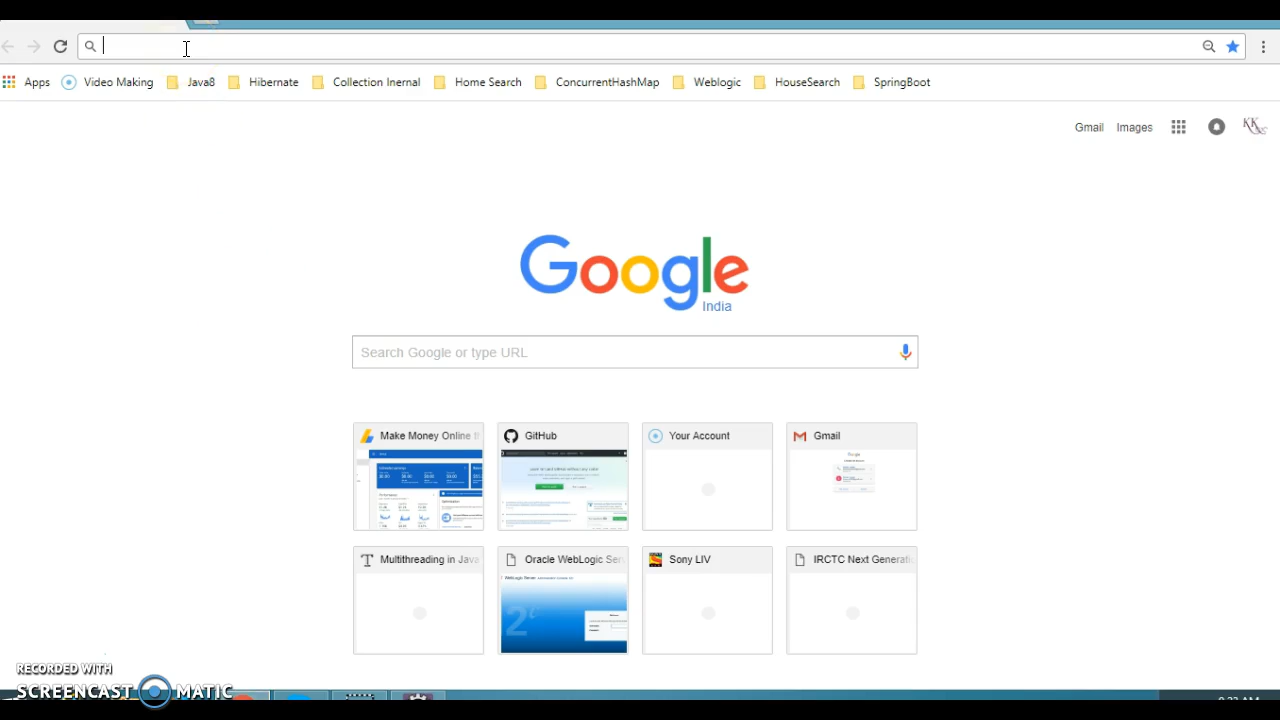 Apps Video Making Java8 Hibernate Collection Inernal Home Search ConcurrentHashMap Weblogic HouseSearch SpringBoot
Gmail Images
Google
India
Search Google or type URL
Make Money Online th GitHub Your Account Gmail
Multithreading in Java Oracle WebLogic Ser Sony LIV IRCTC Next Generati
RECORDED WITH
SCREENCAST MATIC